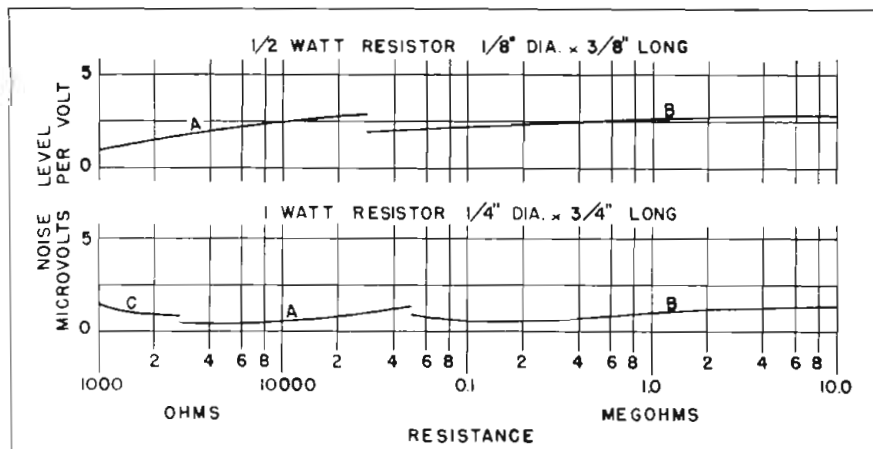 1/2 WATT RESISTOR 1/8" DIA. × 3/8" LONG
5
0
A
B
NOISE LEVEL
MICROVOLTS PER VOLT
1 WATT RESISTOR 1/4" DIA. × 3/4" LONG
5
0
C
A
B
2 4 6 8 2 4 6 8 2 4 6 8 2 4 6 8
1000 10000 0.1 1.0 10.0
OHMS MEGOHMS
RESISTANCE